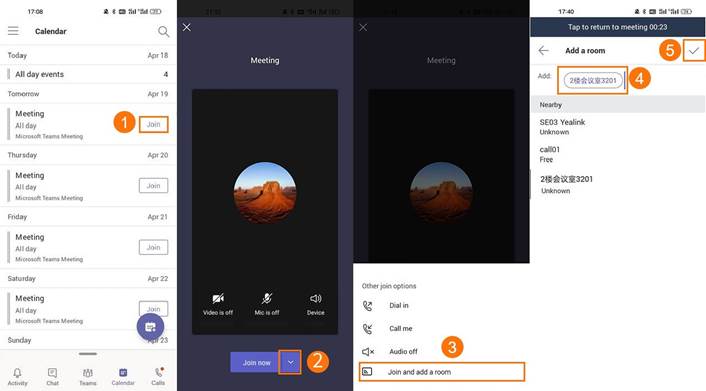 17:08
Calendar
Today
Apr 18
All day events
4
Tomorrow
Apr 19
Meeting
All day
Microsoft Teams Meeting
1
Join
Thursday
Apr 20
Meeting
All day
Microsoft Teams Meeting
Join
Friday
Apr 21
Meeting
All day
Microsoft Teams Meeting
Join
Saturday
Apr 22
Meeting
All day
Microsoft Teams Meeting
Join
Sunday
Apr 23
Activity
Chat
Teams
Calendar
Calls
Meeting
Video is off
Mic is off
Device
Join now
2
Meeting
Other join options
Dial in
Call me
Audio off
3
Join and add a room
17:40
Tap to return to meeting 00:23
Add a room
5
Add:
2楼会议室3201
4
Nearby
SE03 Yealink
Unknown
call01
Free
2楼会议室3201
Unknown